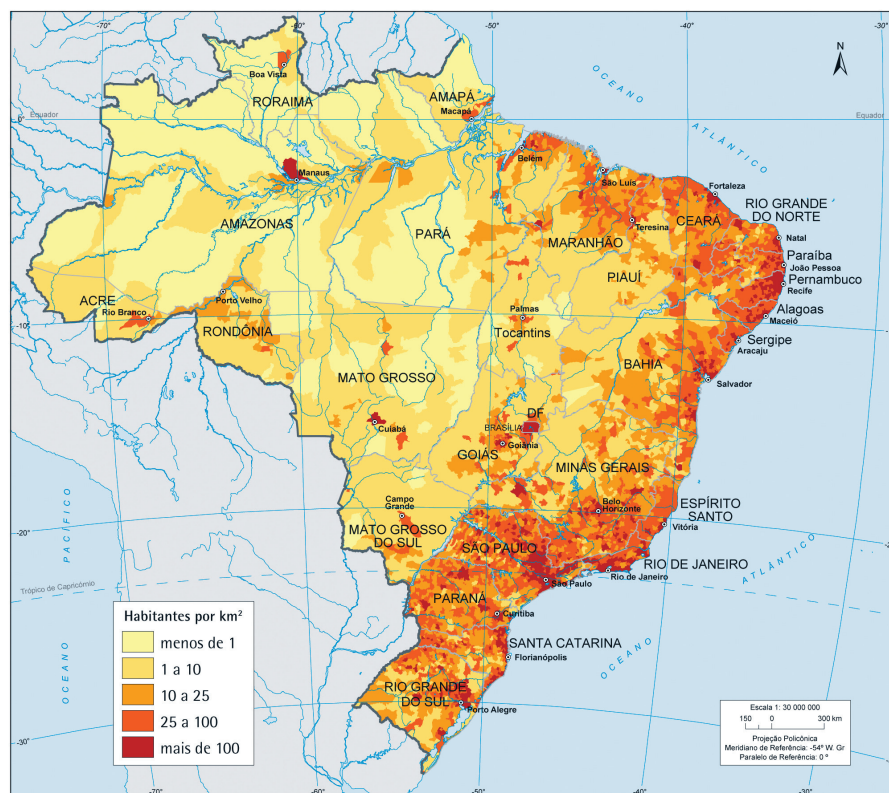 -70°
-60°
-50°
-40°
-30°
N
OCEANO
Boa Vista
RORAIMA
AMAPÁ
Macapá
Equador
0°
Equador
0°
ATLÂNTICO
Manaus
Belém
São Luís
Fortaleza
RIO GRANDE
DO NORTE
AMAZONAS
PARÁ
MARANHÃO
Teresina
CEARÁ
Natal
Paraíba
João Pessoa
PIAUÍ
Pernambuco
Recife
ACRE
Rio Branco
Porto Velho
RONDÔNIA
Palmas
Tocantins
Alagoas
Maceió
-10°
Sergipe
Aracaju
BAHIA
MATO GROSSO
Salvador
Cuiabá
DF
BRASÍLIA
Goiânia
GOIÁS
MINAS GERAIS
Campo
Grande
Belo
Horizonte
ESPÍRITO
SANTO
Vitória
MATO GROSSO
DO SUL
-20°
SÃO PAULO
RIO DE JANEIRO
Rio de Janeiro
São Paulo
OCEANO
PACÍFICO
ATLÂNTICO
Trópico de Capricórnio
PARANÁ
Curitiba
SANTA CATARINA
Florianópolis
OCEANO
RIO GRANDE
DO SUL
Porto Alegre
-30°
Habitantes por km²
menos de 1
1 a 10
10 a 25
25 a 100
mais de 100
Escala 1: 30 000 000
150 0 300 km
Projeção Policônica
Meridiano de Referência: -54º W. Gr
Paralelo de Referência: 0 º
-70°
-60°
-50°
-40°